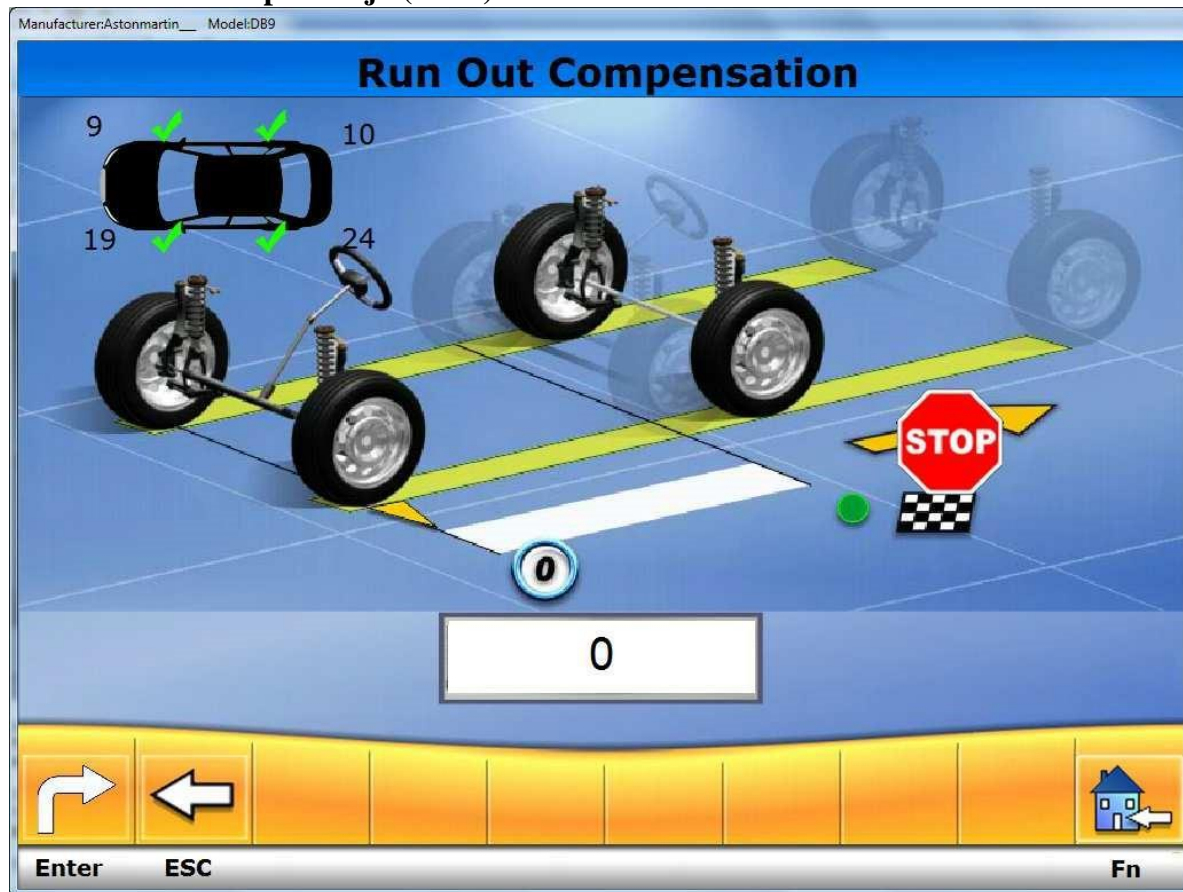 Manufacturer:Astonmartin__ Model:DB9
Run Out Compensation
9 10
19 24
STOP
0
0
Enter ESC Fn